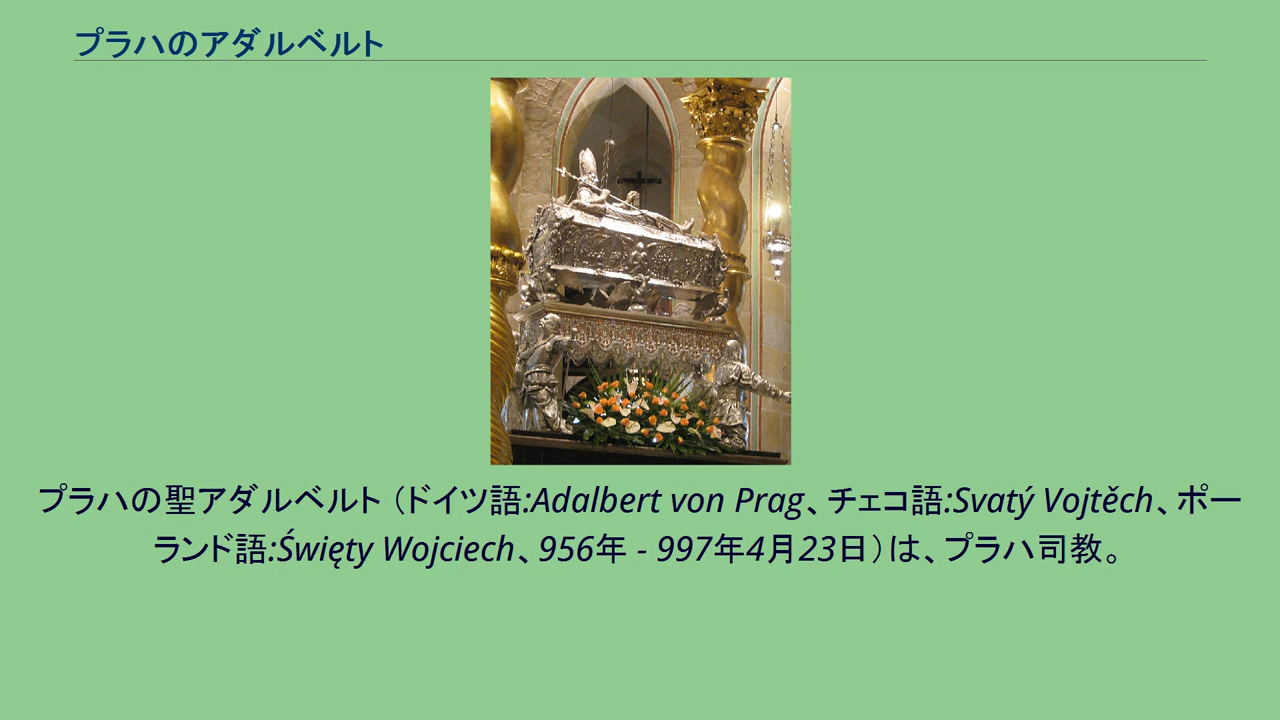 プラハのアダルベルト
プラハの聖アダルベルト（ドイツ語:Adalbert von Prag、チェコ語:Svatý Vojtěch、ポー
ランド語:Święty Wojciech、956年 - 997年4月23日）は、プラハ司教。